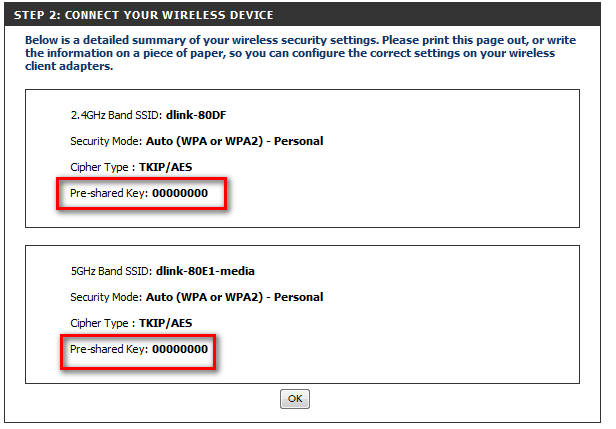 STEP 2: CONNECT YOUR WIRELESS DEVICE
Below is a detailed summary of your wireless security settings. Please print this page out, or write
the information on a piece of paper, so you can configure the correct settings on your wireless
client adapters.
2.4GHz Band SSID: dlink-80DF
Security Mode: Auto (WPA or WPA2) - Personal
Cipher Type : TKIP/AES
Pre-shared Key: 00000000
5GHz Band SSID: dlink-80E1-media
Security Mode: Auto (WPA or WPA2) - Personal
Cipher Type : TKIP/AES
Pre-shared Key: 00000000
OK